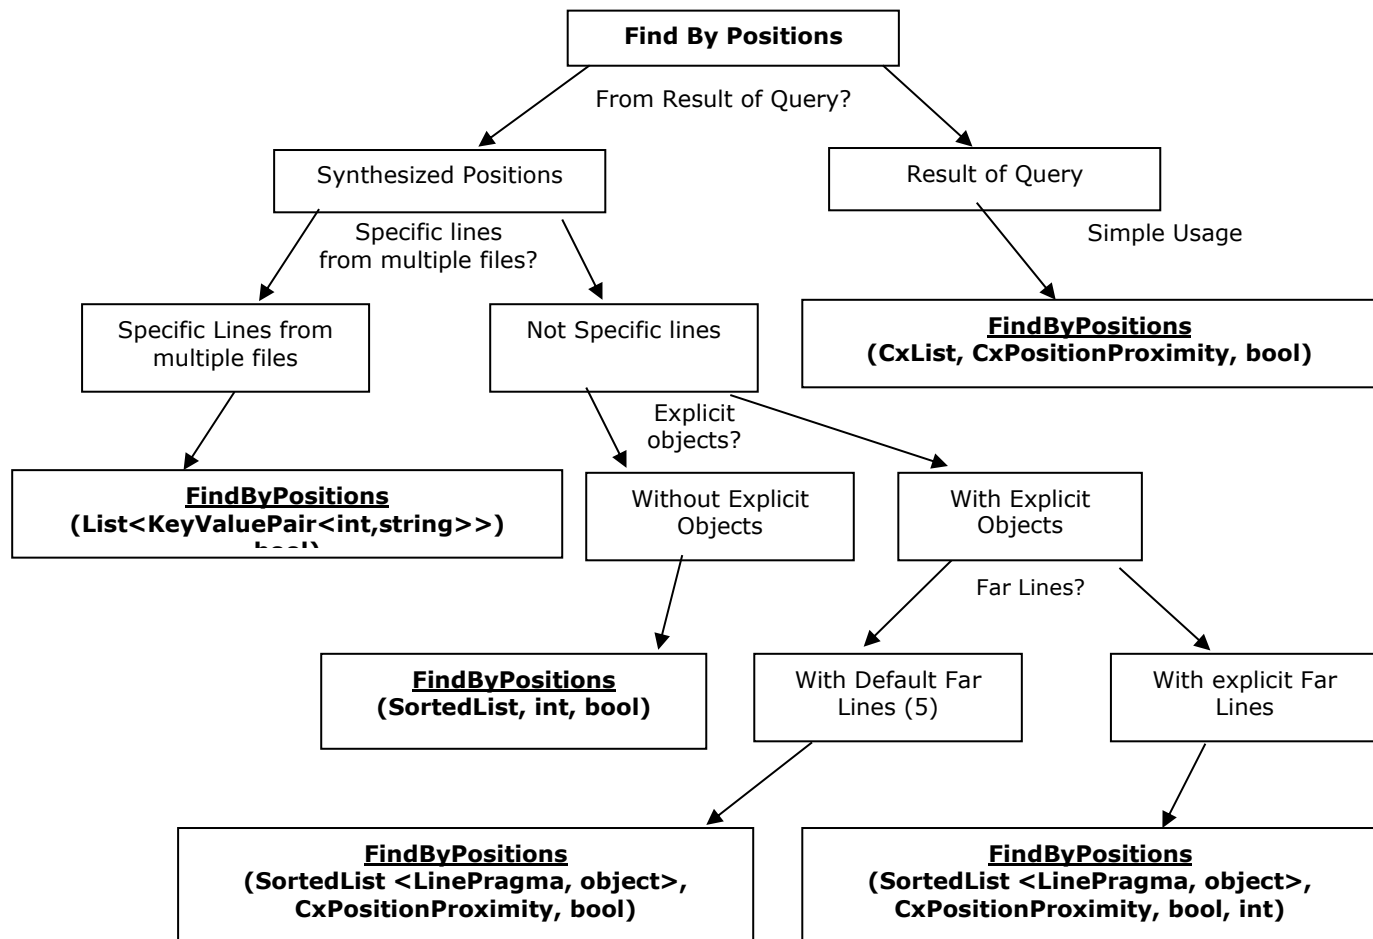 Find By Positions
From Result of Query?
Synthesized Positions
Result of Query
Specific lines
from multiple files?
Simple Usage
Specific Lines from
multiple files
Not Specific lines
FindByPositions
(CxList, CxPositionProximity, bool)
Explicit
objects?
FindByPositions
(List<KeyValuePair<int,string>>)
bool)
Without Explicit
Objects
With Explicit
Objects
Far Lines?
FindByPositions
(SortedList, int, bool)
With Default Far
Lines (5)
With explicit Far
Lines
FindByPositions
(SortedList <LinePragma, object>,
CxPositionProximity, bool)
FindByPositions
(SortedList <LinePragma, object>,
CxPositionProximity, bool, int)